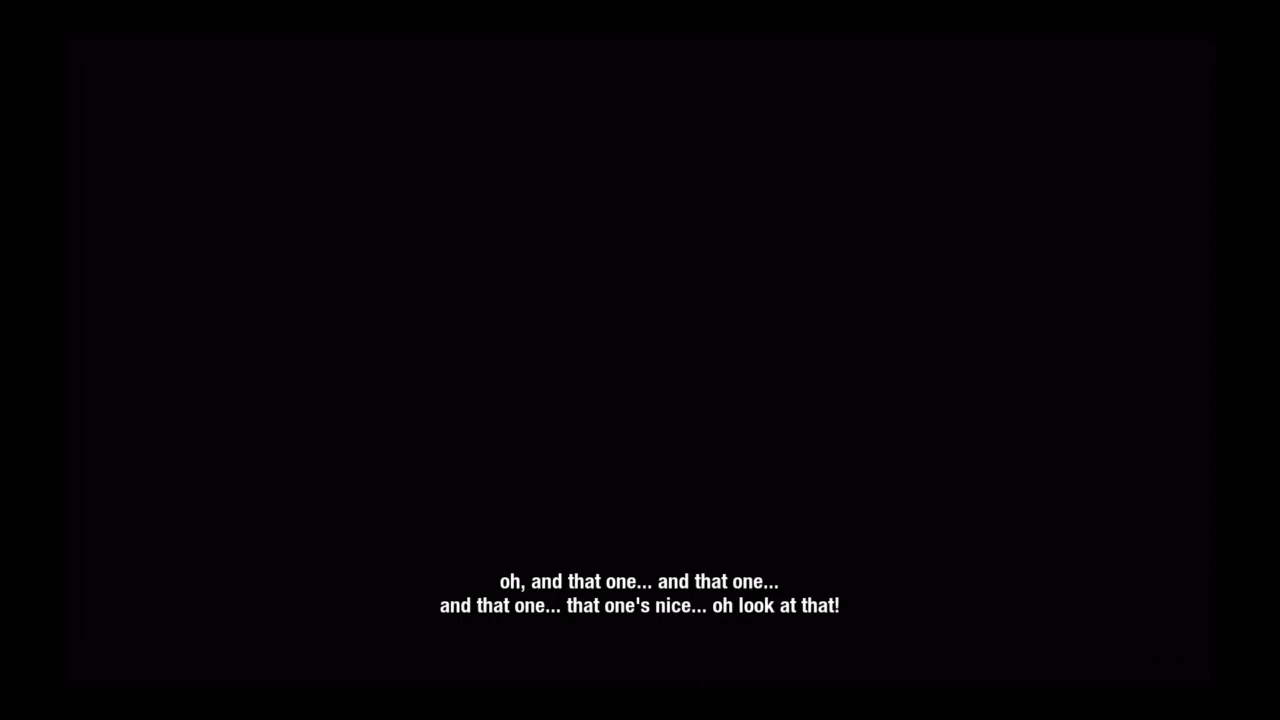 oh, and that one... and that one...
and that one... that one's nice... oh look at that!